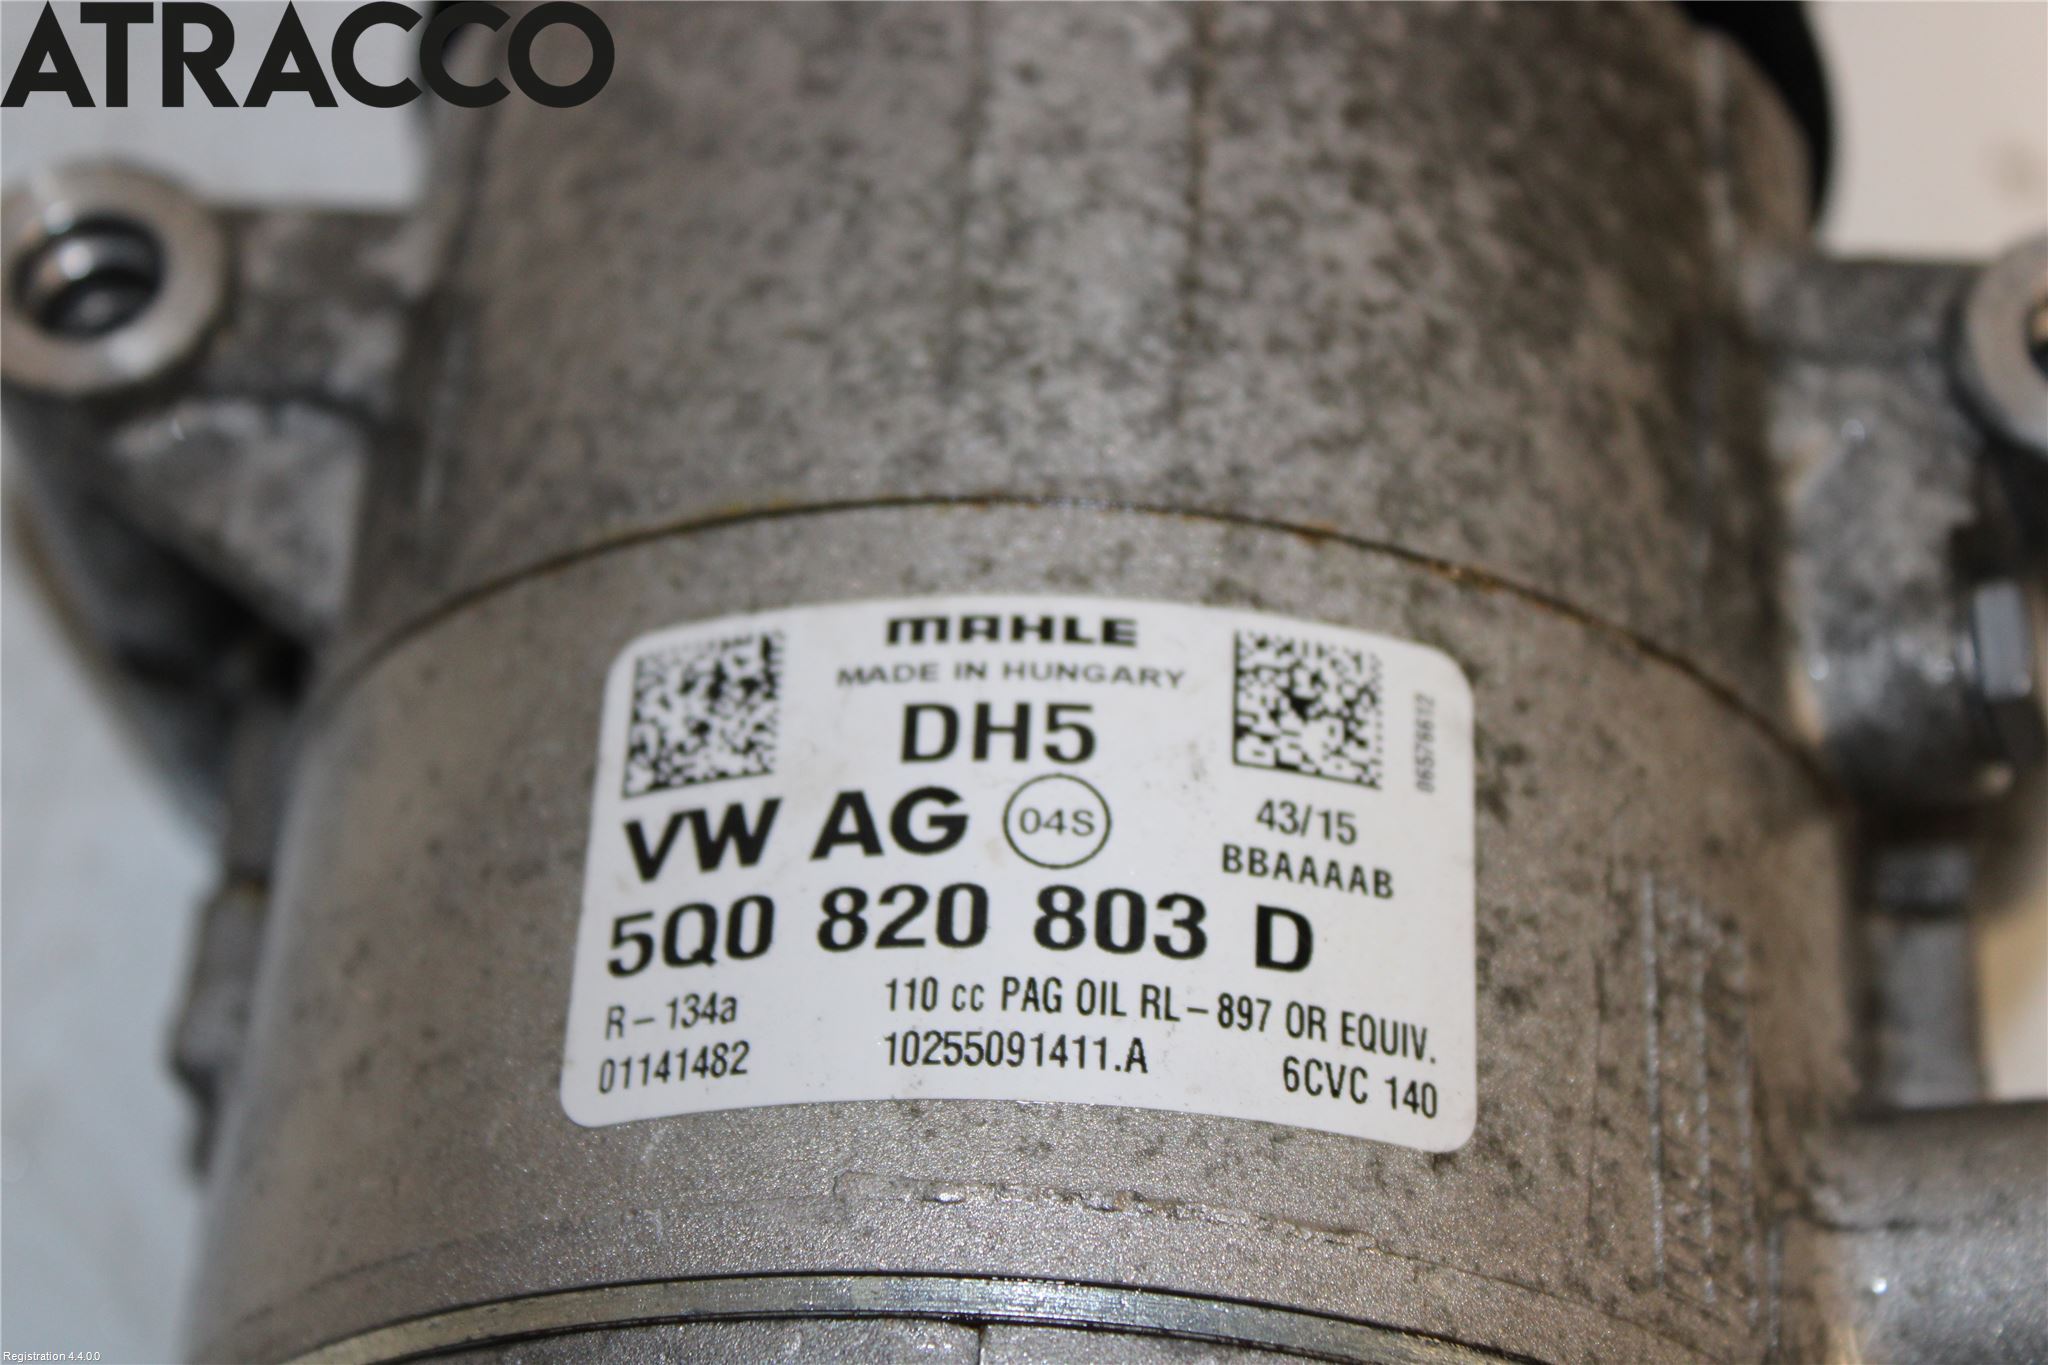 ATRACCO
MAHLE
MADE IN HUNGARY
DH5
06576612
VW AG 04S
43/15
BBAAAAB
5Q0 820 803 D
R-134a 110 cc PAG OIL RL-897 OR EQUIV.
01141482 10255091411.A 6CVC 140
Registration 4.4.0.0